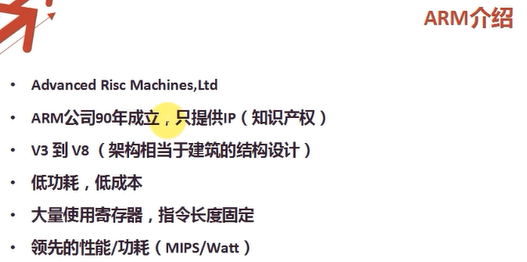 ARM介绍
• Advanced Risc Machines,Ltd
• ARM公司90年成立，只提供IP（知识产权）
• V3 到 V8 （架构相当于建筑的结构设计）
• 低功耗，低成本
• 大量使用寄存器，指令长度固定
• 领先的性能/功耗（MIPS/Watt）